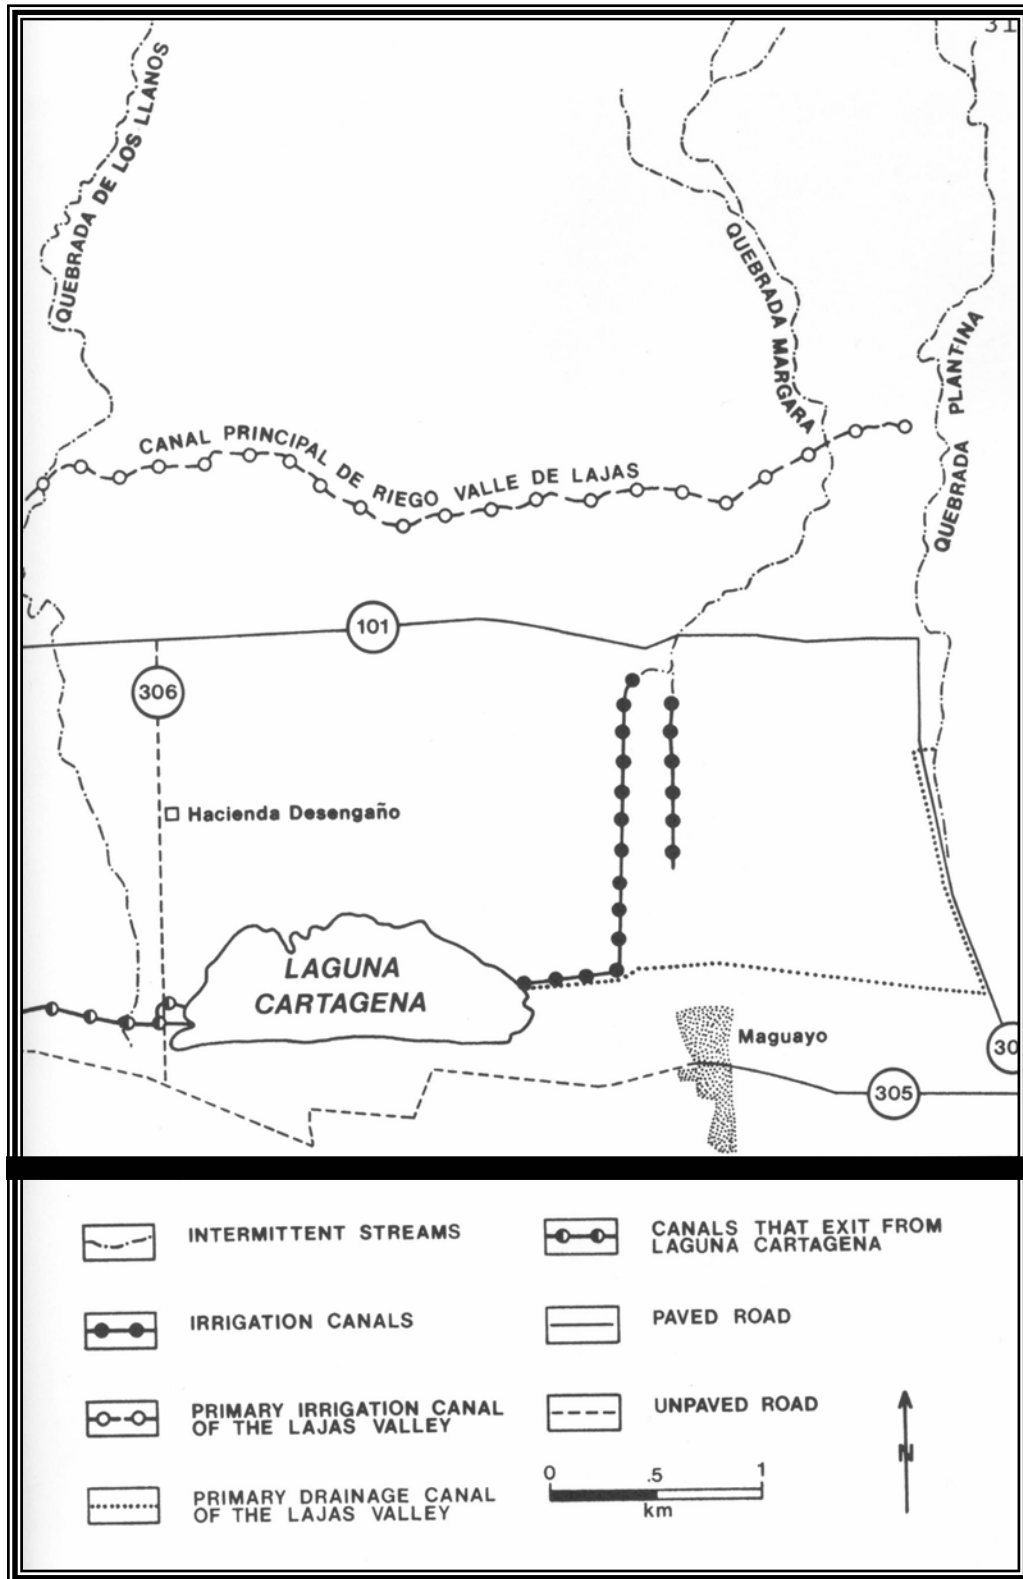 31
QUEBRADA DE LOS LLANOS
QUEBRADA MARGARA
QUEBRADA PLANTINA
CANAL PRINCIPAL DE RIEGO VALLE DE LAJAS
101
306
Hacienda Desengaño
LAGUNA
CARTAGENA
Maguayo
30
305
INTERMITTENT STREAMS
IRRIGATION CANALS
PRIMARY IRRIGATION CANAL
OF THE LAJAS VALLEY
PRIMARY DRAINAGE CANAL
OF THE LAJAS VALLEY
CANALS THAT EXIT FROM
LAGUNA CARTAGENA
PAVED ROAD
UNPAVED ROAD
0 .5 1
km
N